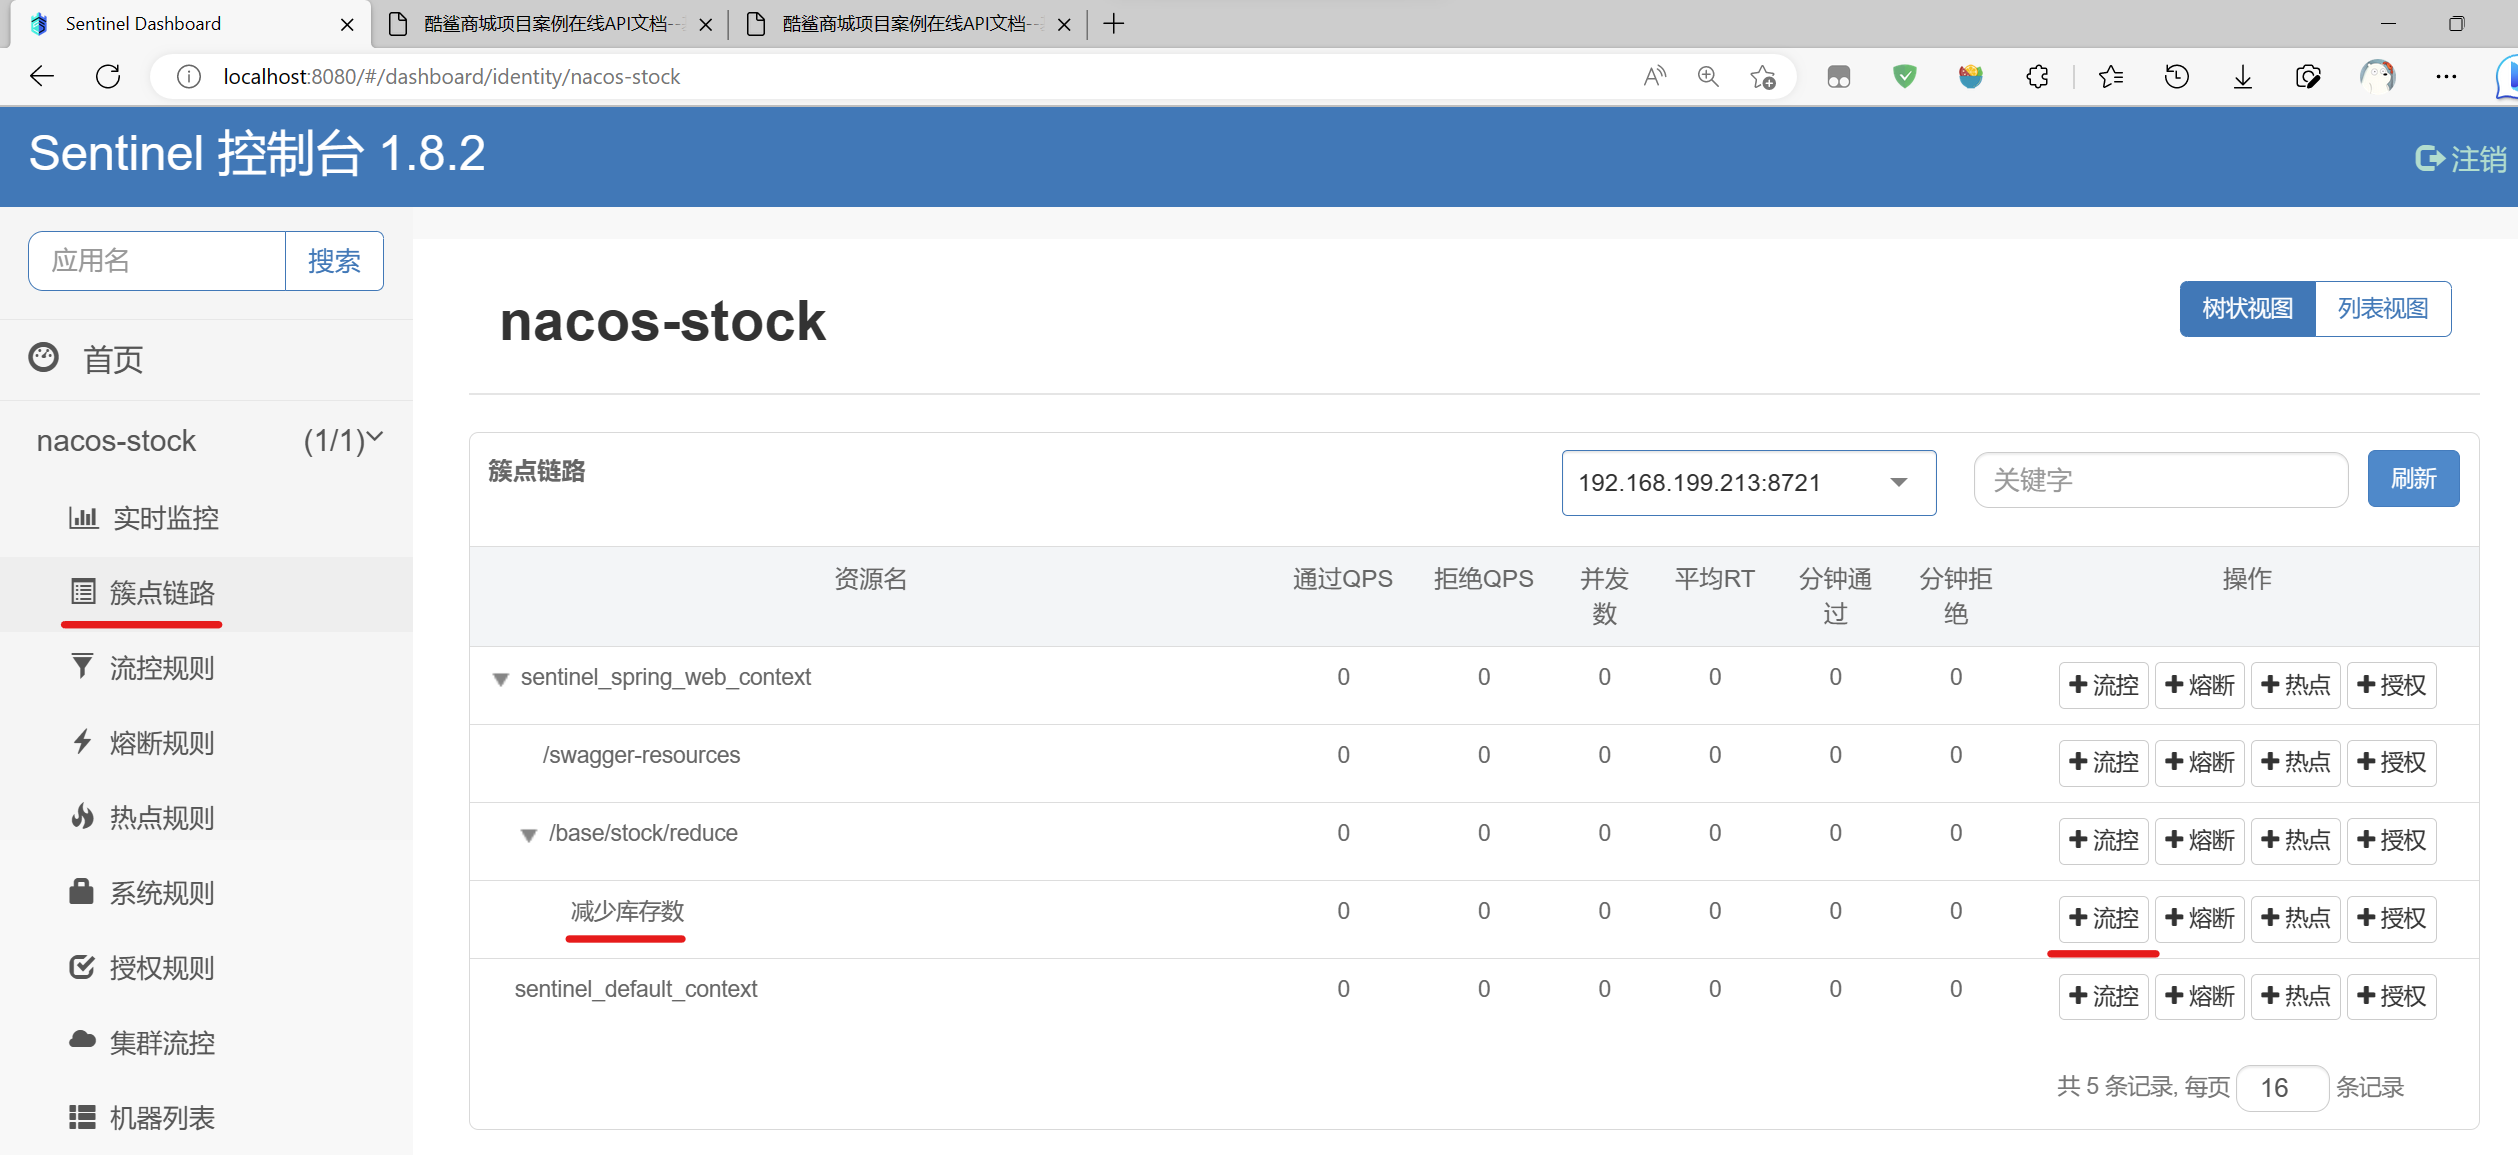 Sentinel Dashboard
酷鲨商城项目案例在线API文档--
酷鲨商城项目案例在线API文档--
localhost:8080/#/dashboard/identity/nacos-stock
Sentinel 控制台 1.8.2
注销
应用名
搜索
首页
nacos-stock (1/1)
实时监控
簇点链路
流控规则
熔断规则
热点规则
系统规则
授权规则
集群流控
机器列表
nacos-stock
树状视图 列表视图
簇点链路
192.168.199.213:8721
关键字
刷新
资源名 通过QPS 拒绝QPS 并发数 平均RT 分钟通过 分钟拒绝 操作
sentinel_spring_web_context 0 0 0 0 0 0 流控 熔断 热点 授权
/swagger-resources 0 0 0 0 0 0 流控 熔断 热点 授权
/base/stock/reduce 0 0 0 0 0 0 流控 熔断 热点 授权
减少库存数 0 0 0 0 0 0 流控 熔断 热点 授权
sentinel_default_context 0 0 0 0 0 0 流控 熔断 热点 授权
共 5 条记录, 每页 16 条记录